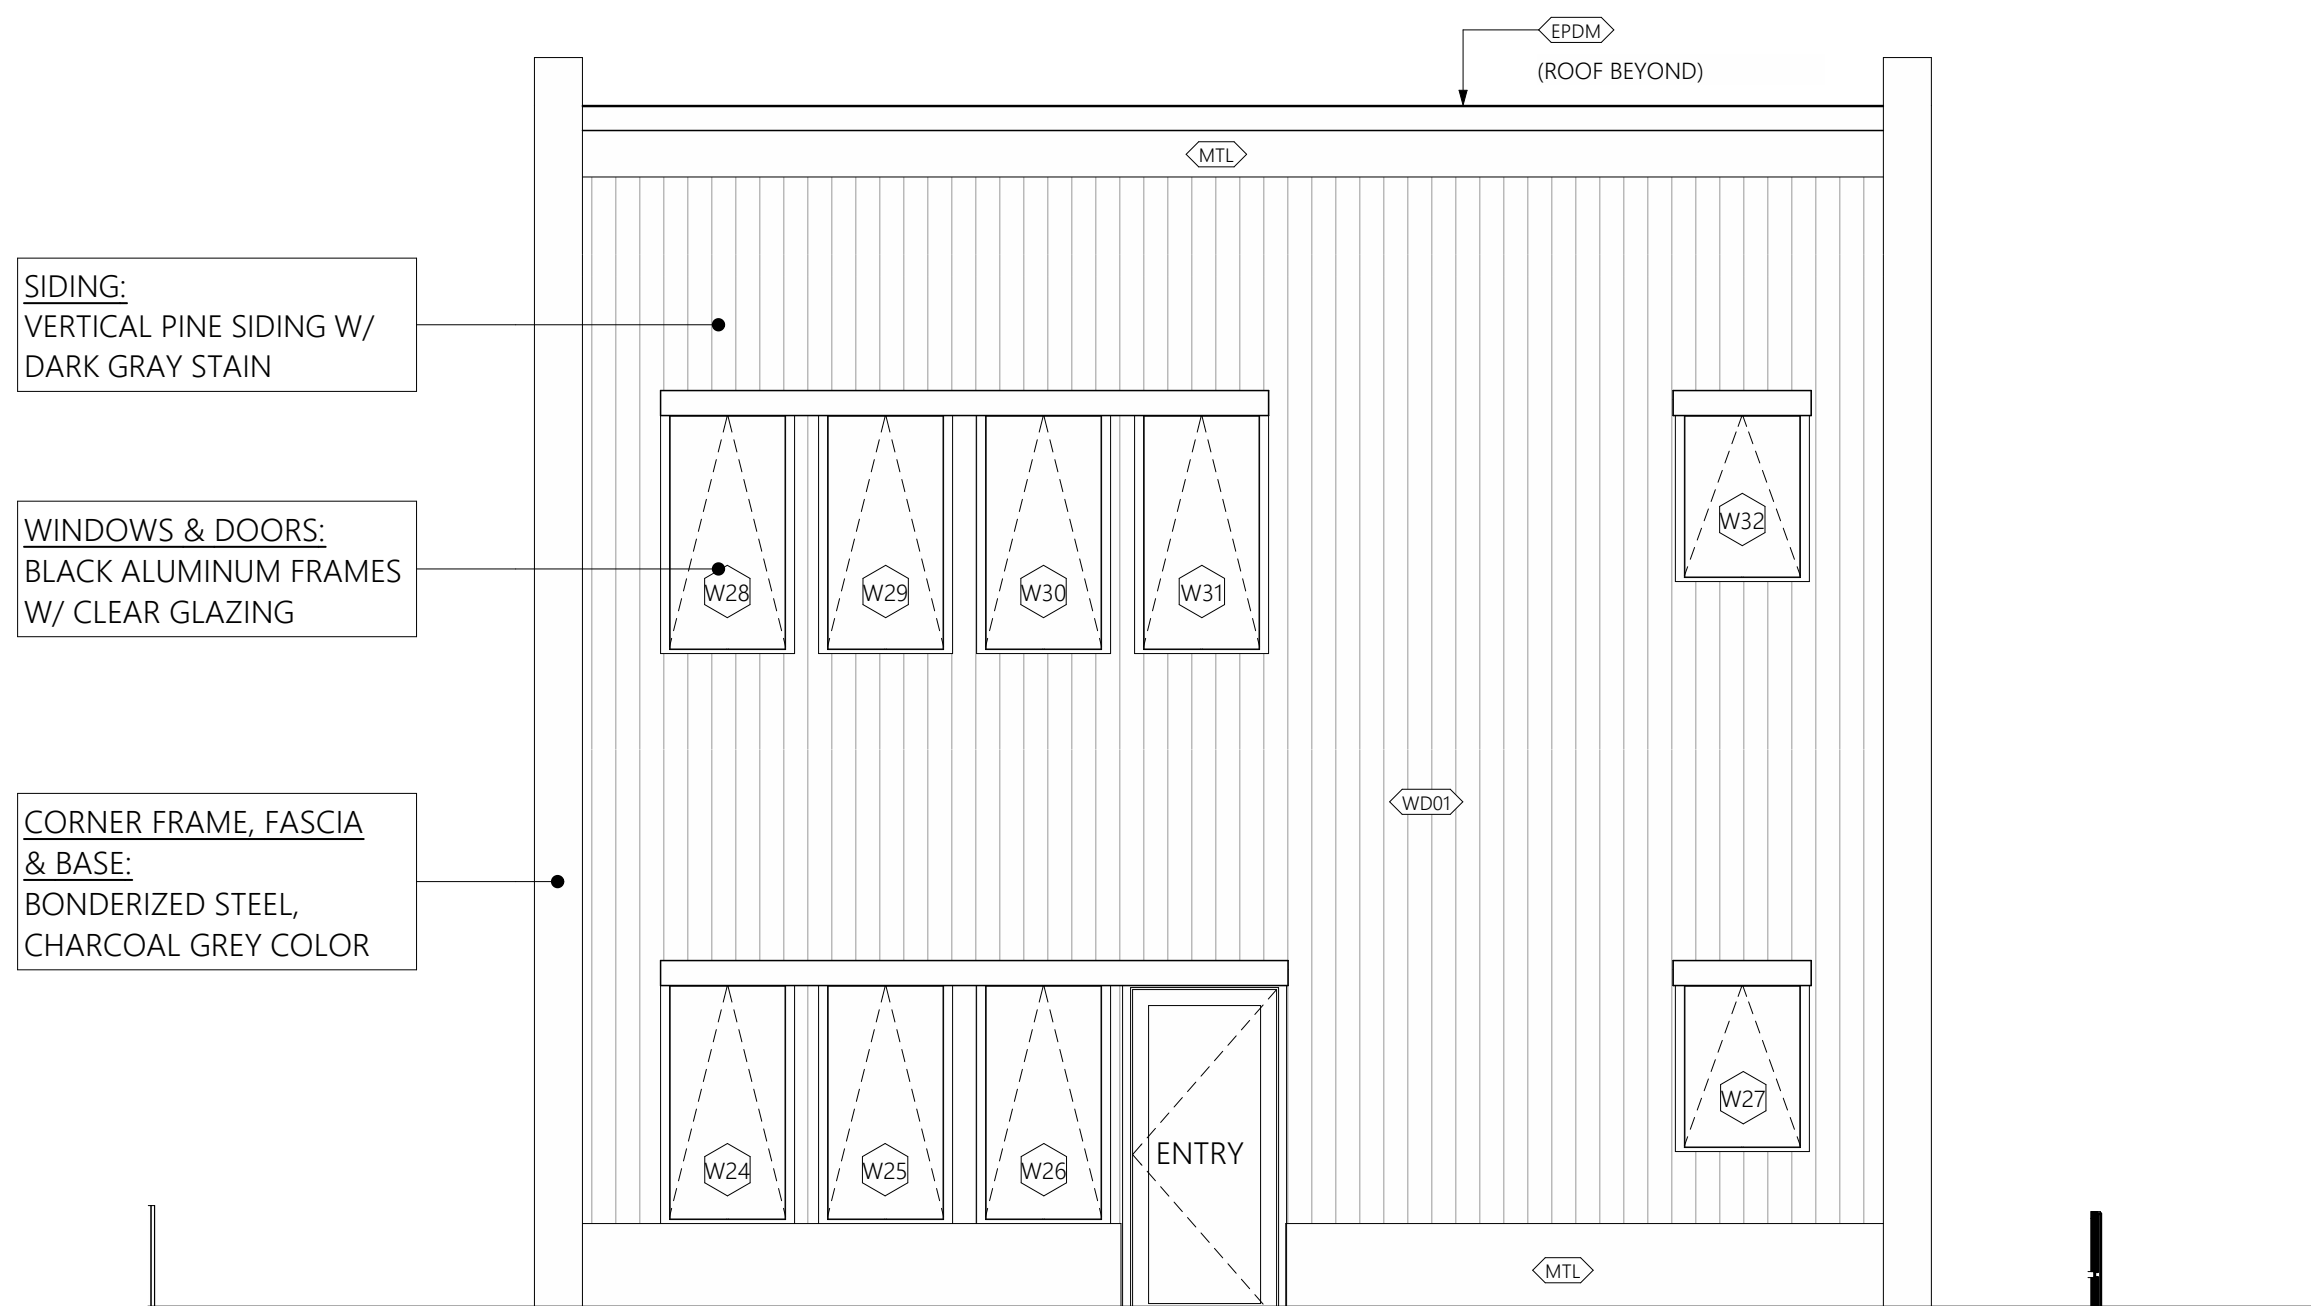 EPDM
(ROOF BEYOND)
MTL
SIDING:
VERTICAL PINE SIDING W/
DARK GRAY STAIN
WINDOWS & DOORS:
BLACK ALUMINUM FRAMES
W/ CLEAR GLAZING
W32
W28 W29 W30 W31
WD01
CORNER FRAME, FASCIA
& BASE:
BONDERIZED STEEL,
CHARCOAL GREY COLOR
W27
ENTRY
W24 W25 W26
MTL